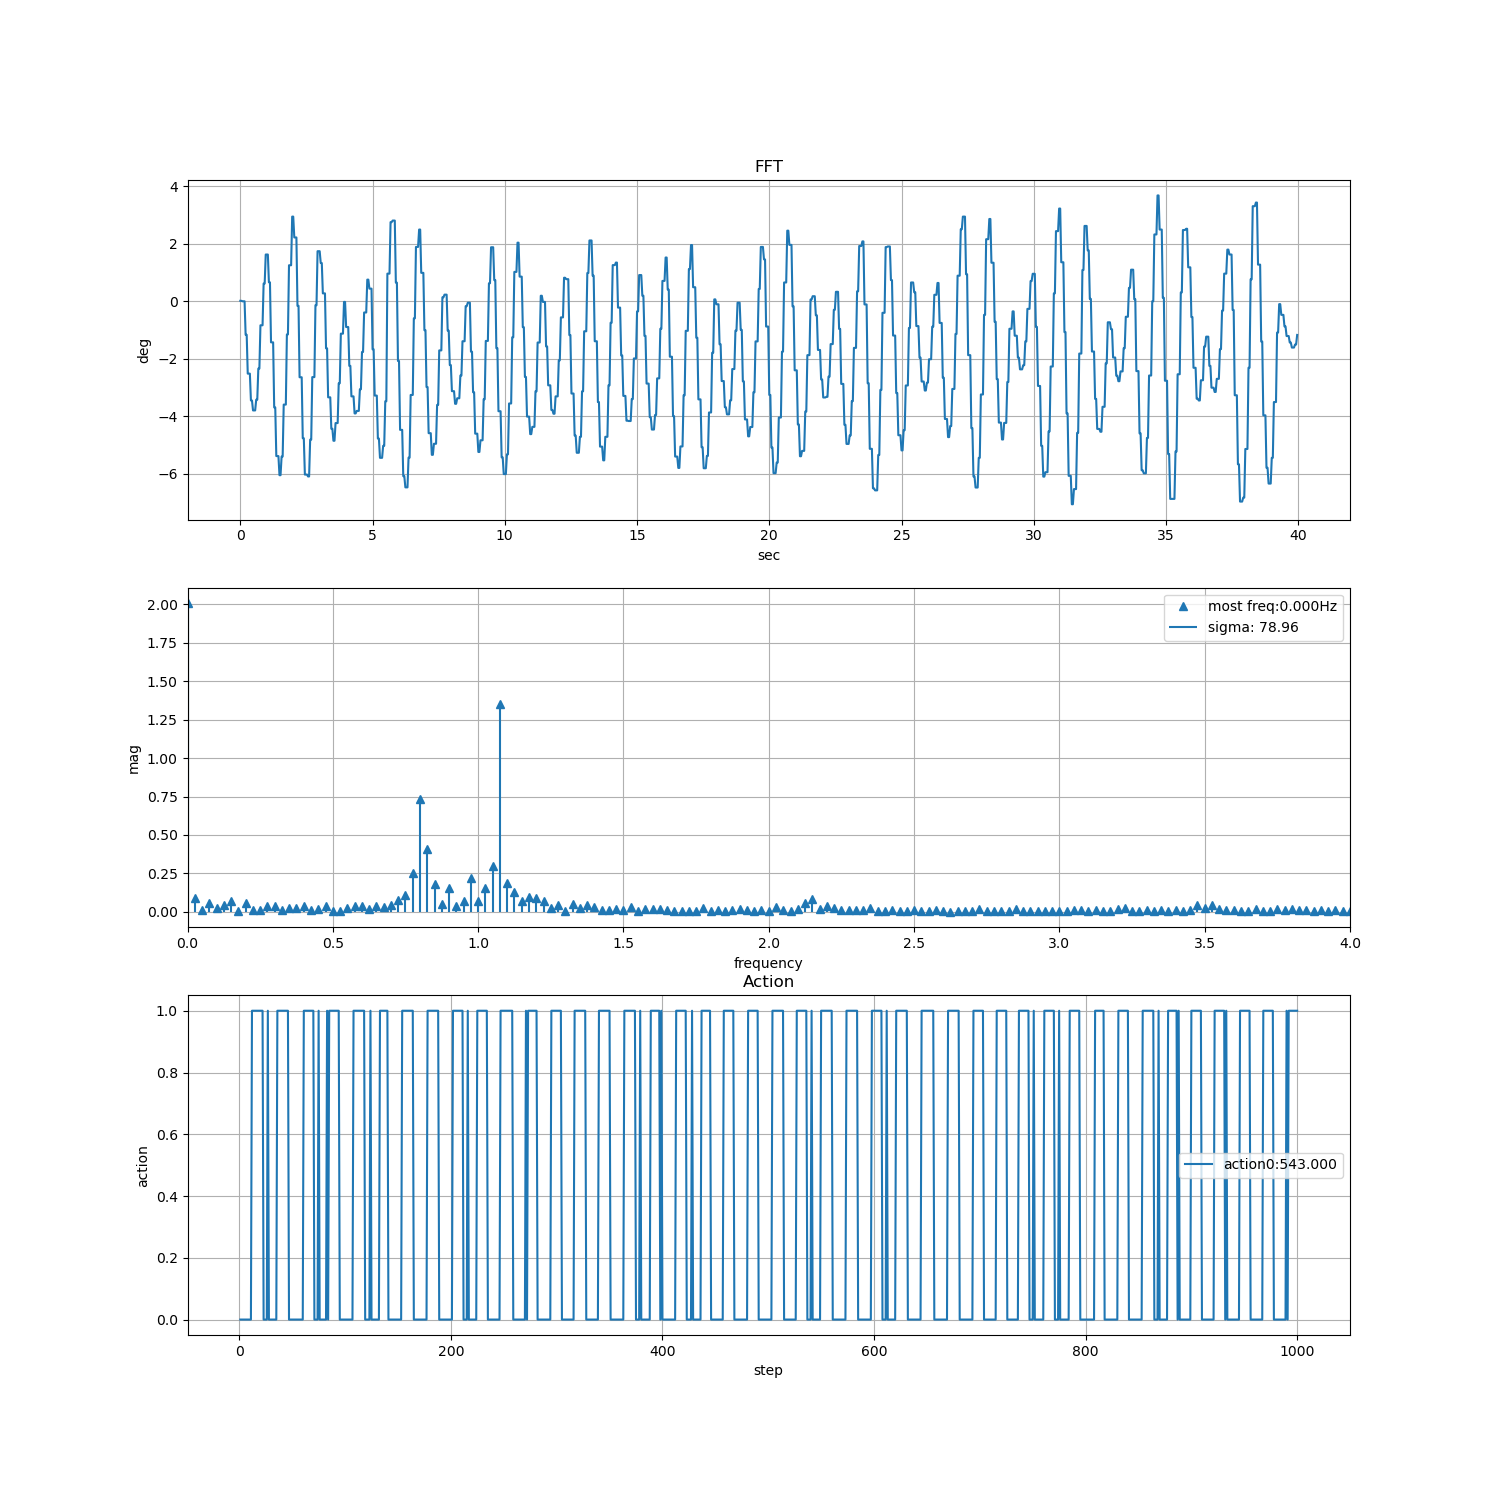 FFT
4
2
0
−2
−4
−6
deg
0 5 10 15 20 25 30 35 40
sec
2.00
1.75
1.50
1.25
1.00
0.75
0.50
0.25
0.00
mag
most freq:0.000Hz
sigma: 78.96
0.0 0.5 1.0 1.5 2.0 2.5 3.0 3.5 4.0
frequency
Action
1.0
0.8
0.6
0.4
0.2
0.0
action
action0:543.000
0 200 400 600 800 1000
step